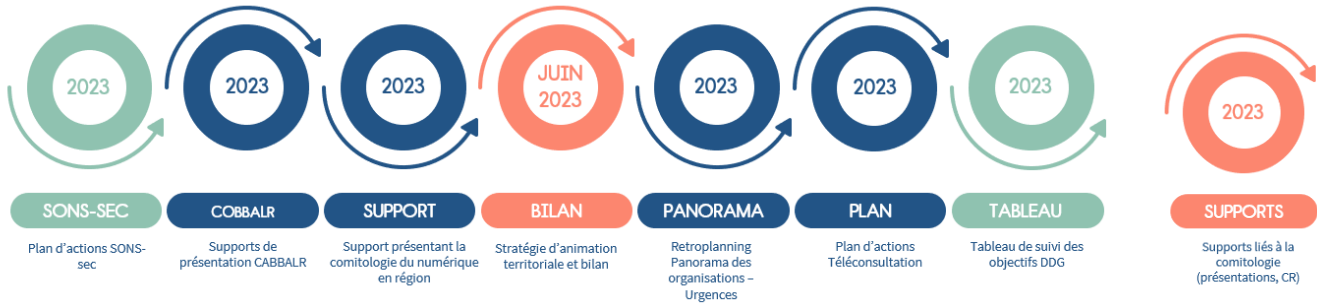 2023
2023
2023
JUIN
2023
2023
2023
2023
2023
SONS-SEC
COBBALR
SUPPORT
BILAN
PANORAMA
PLAN
TABLEAU
SUPPORTS
Plan d'actions SONS-
sec
Supports de
présentation CABBALR
Support présentant la
comitologie du numérique
en région
Stratégie d'animation
territoriale et bilan
Retroplanning
Panorama des
organisations –
Urgences
Plan d'actions
Téléconsultation
Tableau de suivi des
objectifs DDG
Supports liés à la
comitologie
(présentations, CR)